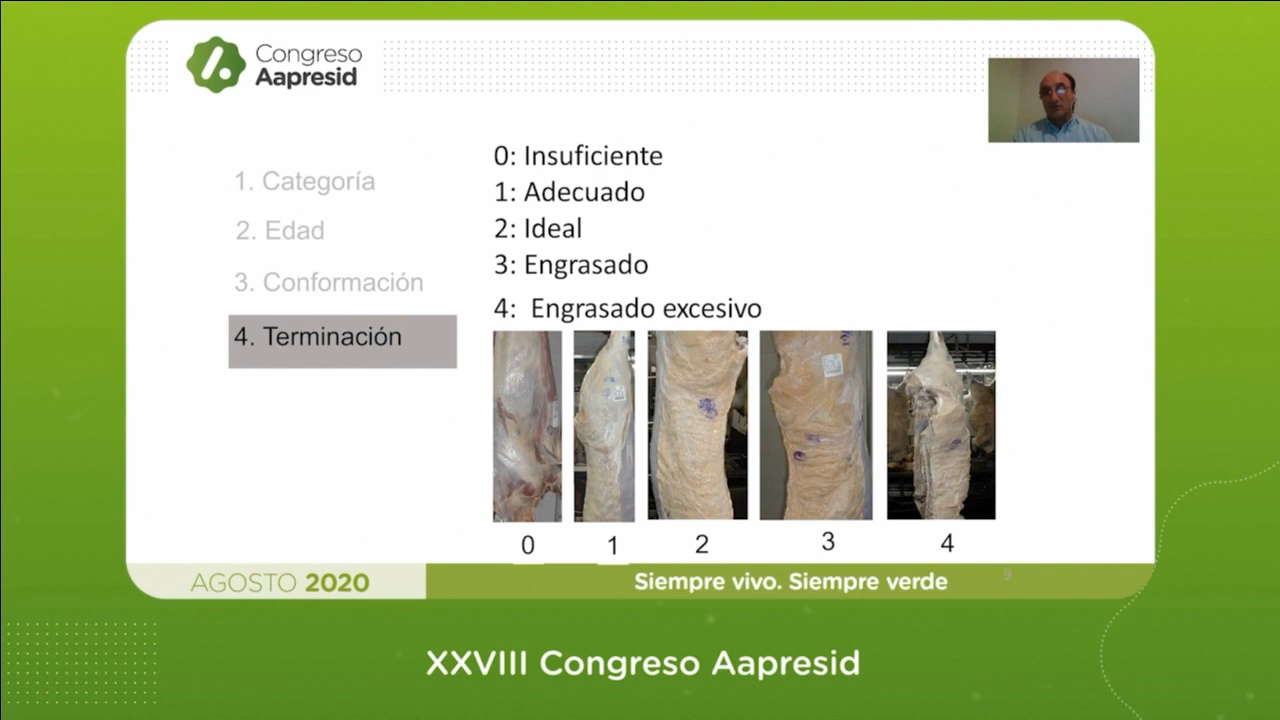 Congreso
Aapresid
1. Categoría
2. Edad
3. Conformación
4. Terminación
0: Insuficiente
1: Adecuado
2: Ideal
3: Engrasado
4: Engrasado excesivo
0 1 2 3 4
AGOSTO 2020
Siempre vivo. Siempre verde
9
XXVIII Congreso Aapresid